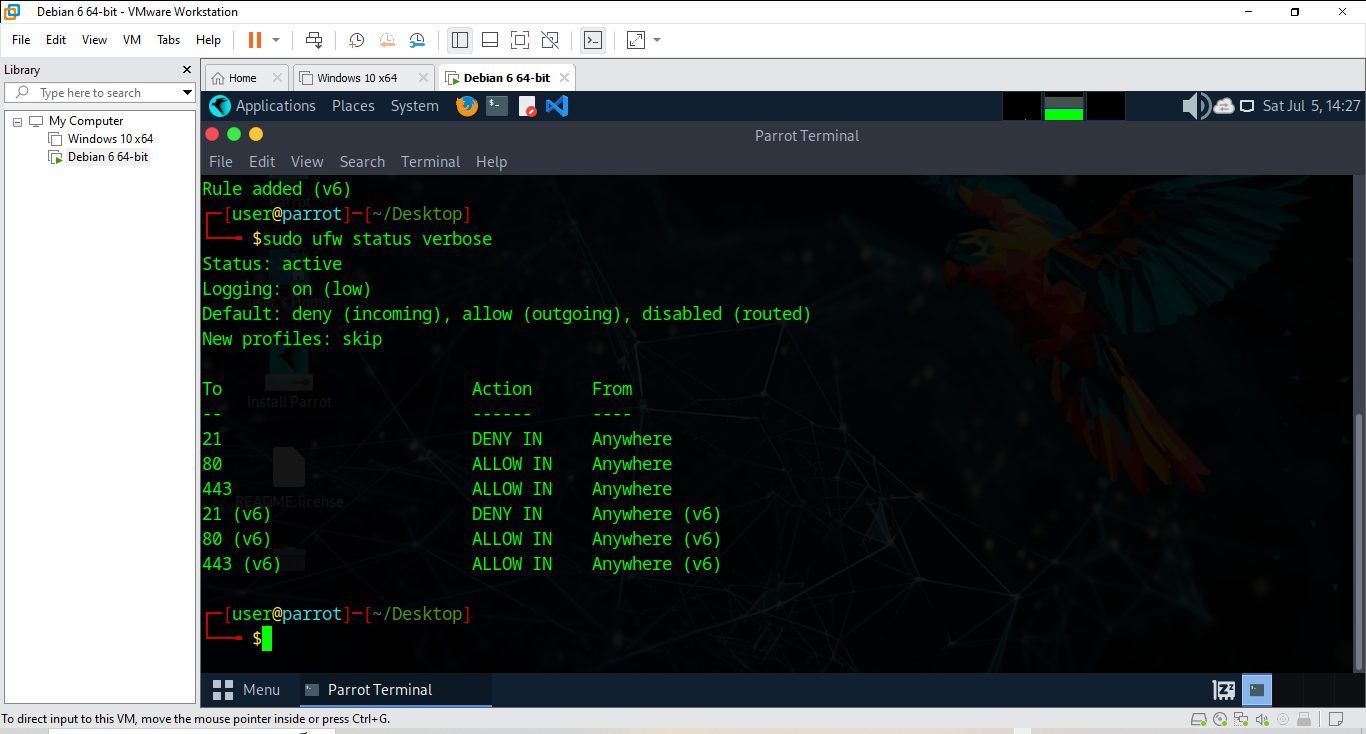 Debian 6 64-bit - VMware Workstation
File Edit View VM Tabs Help
Library
Type here to search
My Computer
Windows 10 x64
Debian 6 64-bit
Home
Windows 10 x64
Debian 6 64-bit
Applications Places System
Sat Jul 5, 14:27
Parrot Terminal
File Edit View Search Terminal Help
Rule added (v6)
┌─[user@parrot]─[~/Desktop]
└──╼ $sudo ufw status verbose
Status: active
Logging: on (low)
Default: deny (incoming), allow (outgoing), disabled (routed)
New profiles: skip
To Action From
-- ------ ----
21 DENY IN Anywhere
80 ALLOW IN Anywhere
443 ALLOW IN Anywhere
21 (v6) DENY IN Anywhere (v6)
80 (v6) ALLOW IN Anywhere (v6)
443 (v6) ALLOW IN Anywhere (v6)
┌─[user@parrot]─[~/Desktop]
└──╼ $
Install Parrot
README.license
Menu
Parrot Terminal
To direct input to this VM, move the mouse pointer inside or press Ctrl+G.